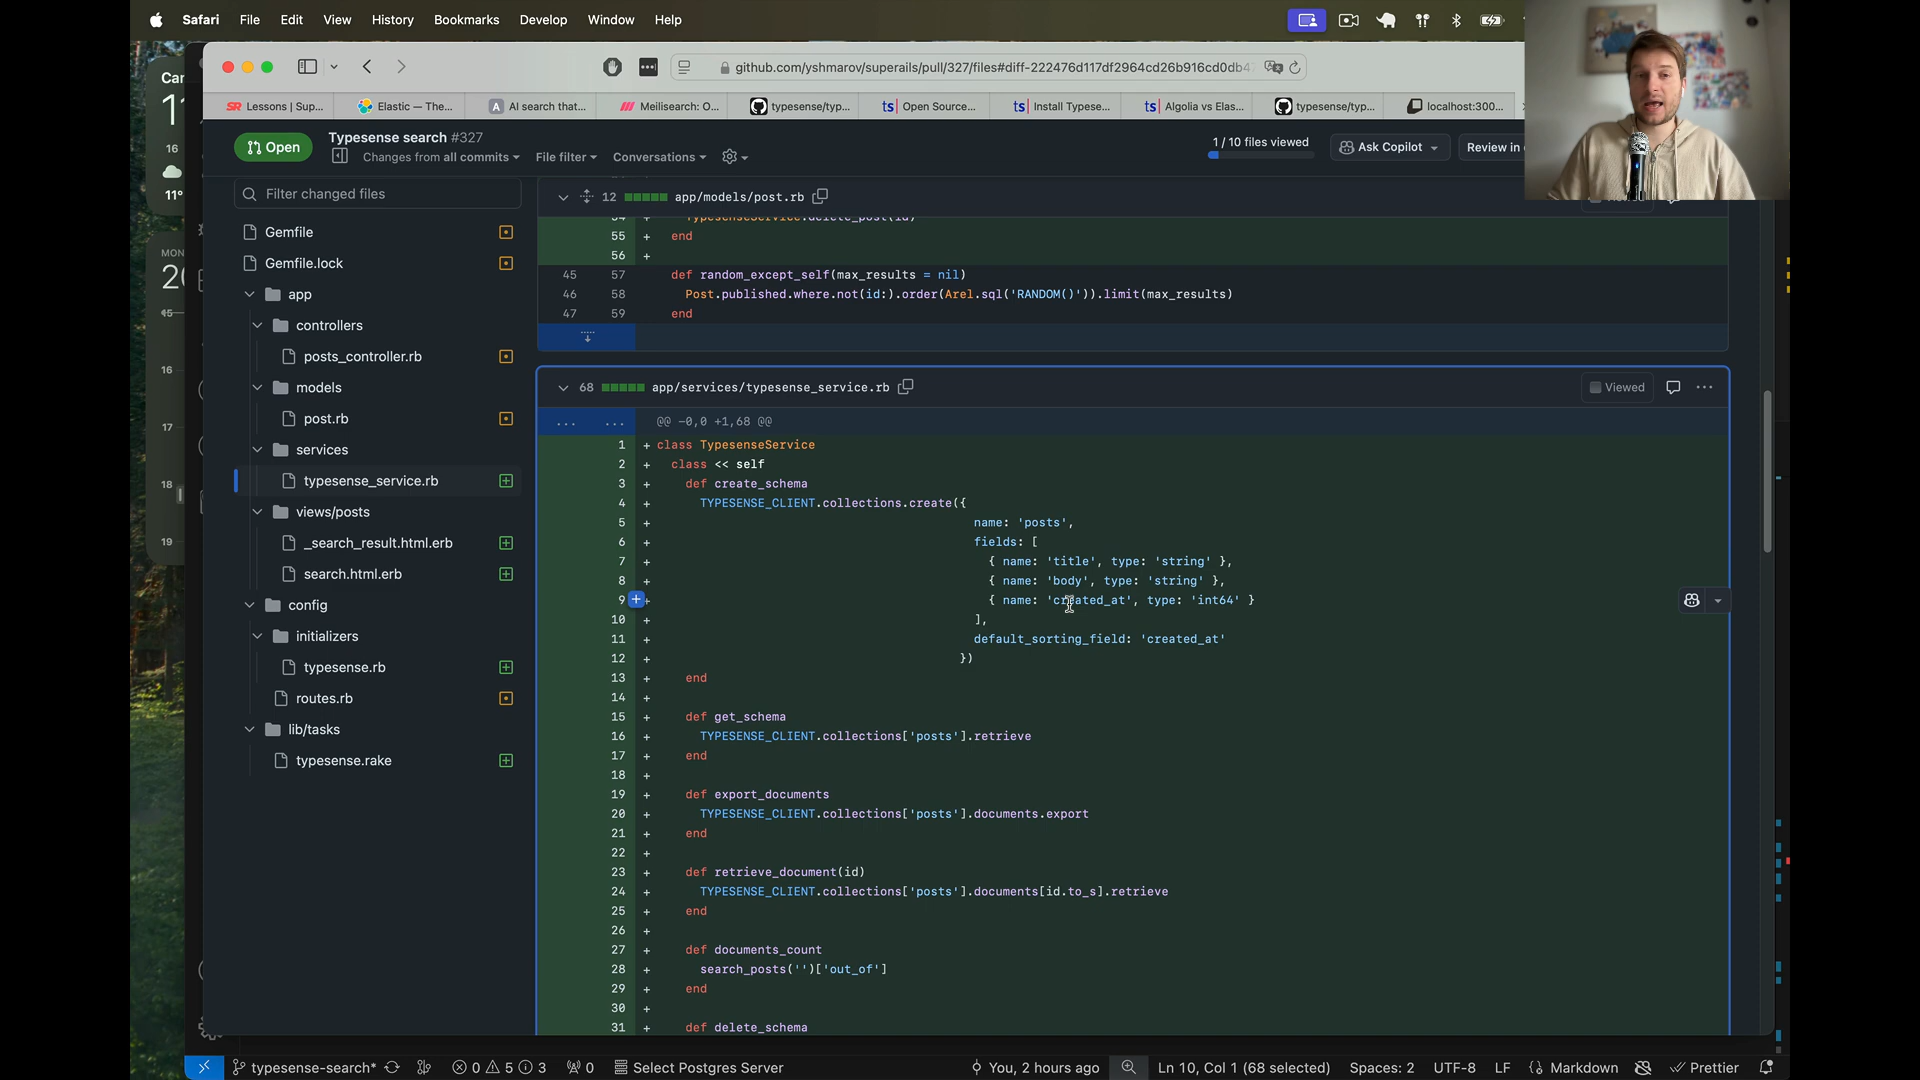 Safari File Edit View History Bookmarks Develop Window Help
github.com/yshmarov/superails/pull/327/files#diff-222476d117df2964cd26b916cd0db47
SR Lessons | Sup...
Elastic — The...
AI search that...
Meilisearch: O...
typesense/typ...
ts| Open Source...
ts| Install Typese...
ts| Algolia vs Elas...
typesense/typ...
localhost:300...
Open
Typesense search #327
Changes from all commits
File filter
Conversations
1 / 10 files viewed
Ask Copilot
Review in
Filter changed files
Gemfile
Gemfile.lock
app
controllers
posts_controller.rb
models
post.rb
services
typesense_service.rb
views/posts
_search_result.html.erb
search.html.erb
config
initializers
typesense.rb
routes.rb
lib/tasks
typesense.rake
12 app/models/post.rb
55 + end
56 +
45 57 def random_except_self(max_results = nil)
46 58 Post.published.where.not(id:).order(Arel.sql('RANDOM()')).limit(max_results)
47 59 end
68 app/services/typesense_service.rb
Viewed
... ... @@ -0,0 +1,68 @@
1 + class TypesenseService
2 + class << self
3 + def create_schema
4 + TYPESENSE_CLIENT.collections.create({
5 + name: 'posts',
6 + fields: [
7 + { name: 'title', type: 'string' },
8 + { name: 'body', type: 'string' },
9 + { name: 'created_at', type: 'int64' }
10 + ],
11 + default_sorting_field: 'created_at'
12 + })
13 + end
14 +
15 + def get_schema
16 + TYPESENSE_CLIENT.collections['posts'].retrieve
17 + end
18 +
19 + def export_documents
20 + TYPESENSE_CLIENT.collections['posts'].documents.export
21 + end
22 +
23 + def retrieve_document(id)
24 + TYPESENSE_CLIENT.collections['posts'].documents[id.to_s].retrieve
25 + end
26 +
27 + def documents_count
28 + search_posts('')['out_of']
29 + end
30 +
31 + def delete_schema
Car
16
11°
MON
16
17
18
19
typesense-search* 0 5 3 0 Select Postgres Server You, 2 hours ago Ln 10, Col 1 (68 selected) Spaces: 2 UTF-8 LF Markdown Prettier